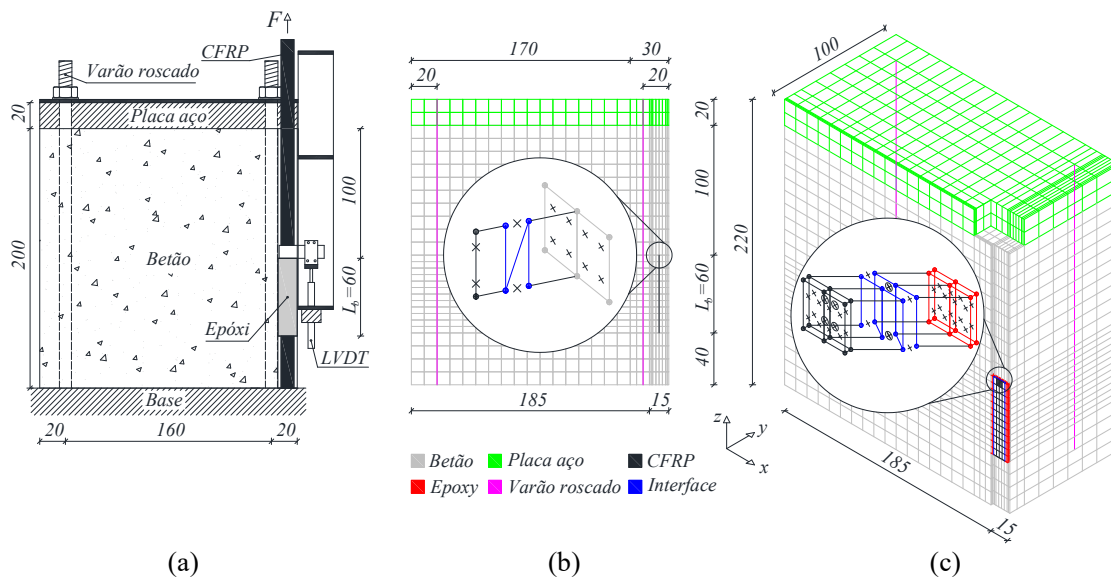 F
CFRP
Varão roscado
20
Placa aço
100
200
Betão
L_b=60
Epóxi
LVDT
Base
20
160
20
(a)
170
30
20
20
20
100
L_b=60
40
185
15
z
y
x
Betão
Placa aço
CFRP
Epoxy
Varão roscado
Interface
(b)
100
220
185
15
(c)